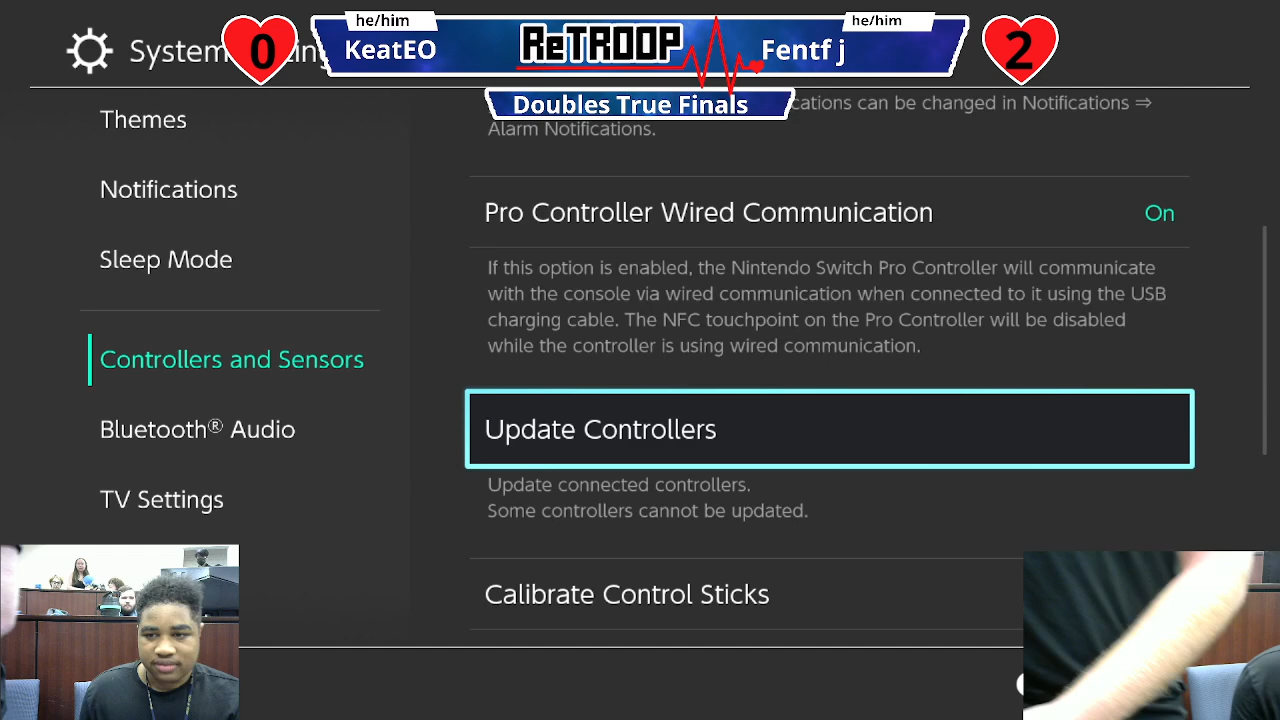 he/him
he/him
0
KeatEO
ReTROOP
Fentf j
2
System
Doubles True Finals
cations can be changed in Notifications ⇒
Alarm Notifications.
Themes
Notifications
Sleep Mode
Controllers and Sensors
Bluetooth® Audio
TV Settings
Pro Controller Wired Communication
On
If this option is enabled, the Nintendo Switch Pro Controller will communicate
with the console via wired communication when connected to it using the USB
charging cable. The NFC touchpoint on the Pro Controller will be disabled
while the controller is using wired communication.
Update Controllers
Update connected controllers.
Some controllers cannot be updated.
Calibrate Control Sticks